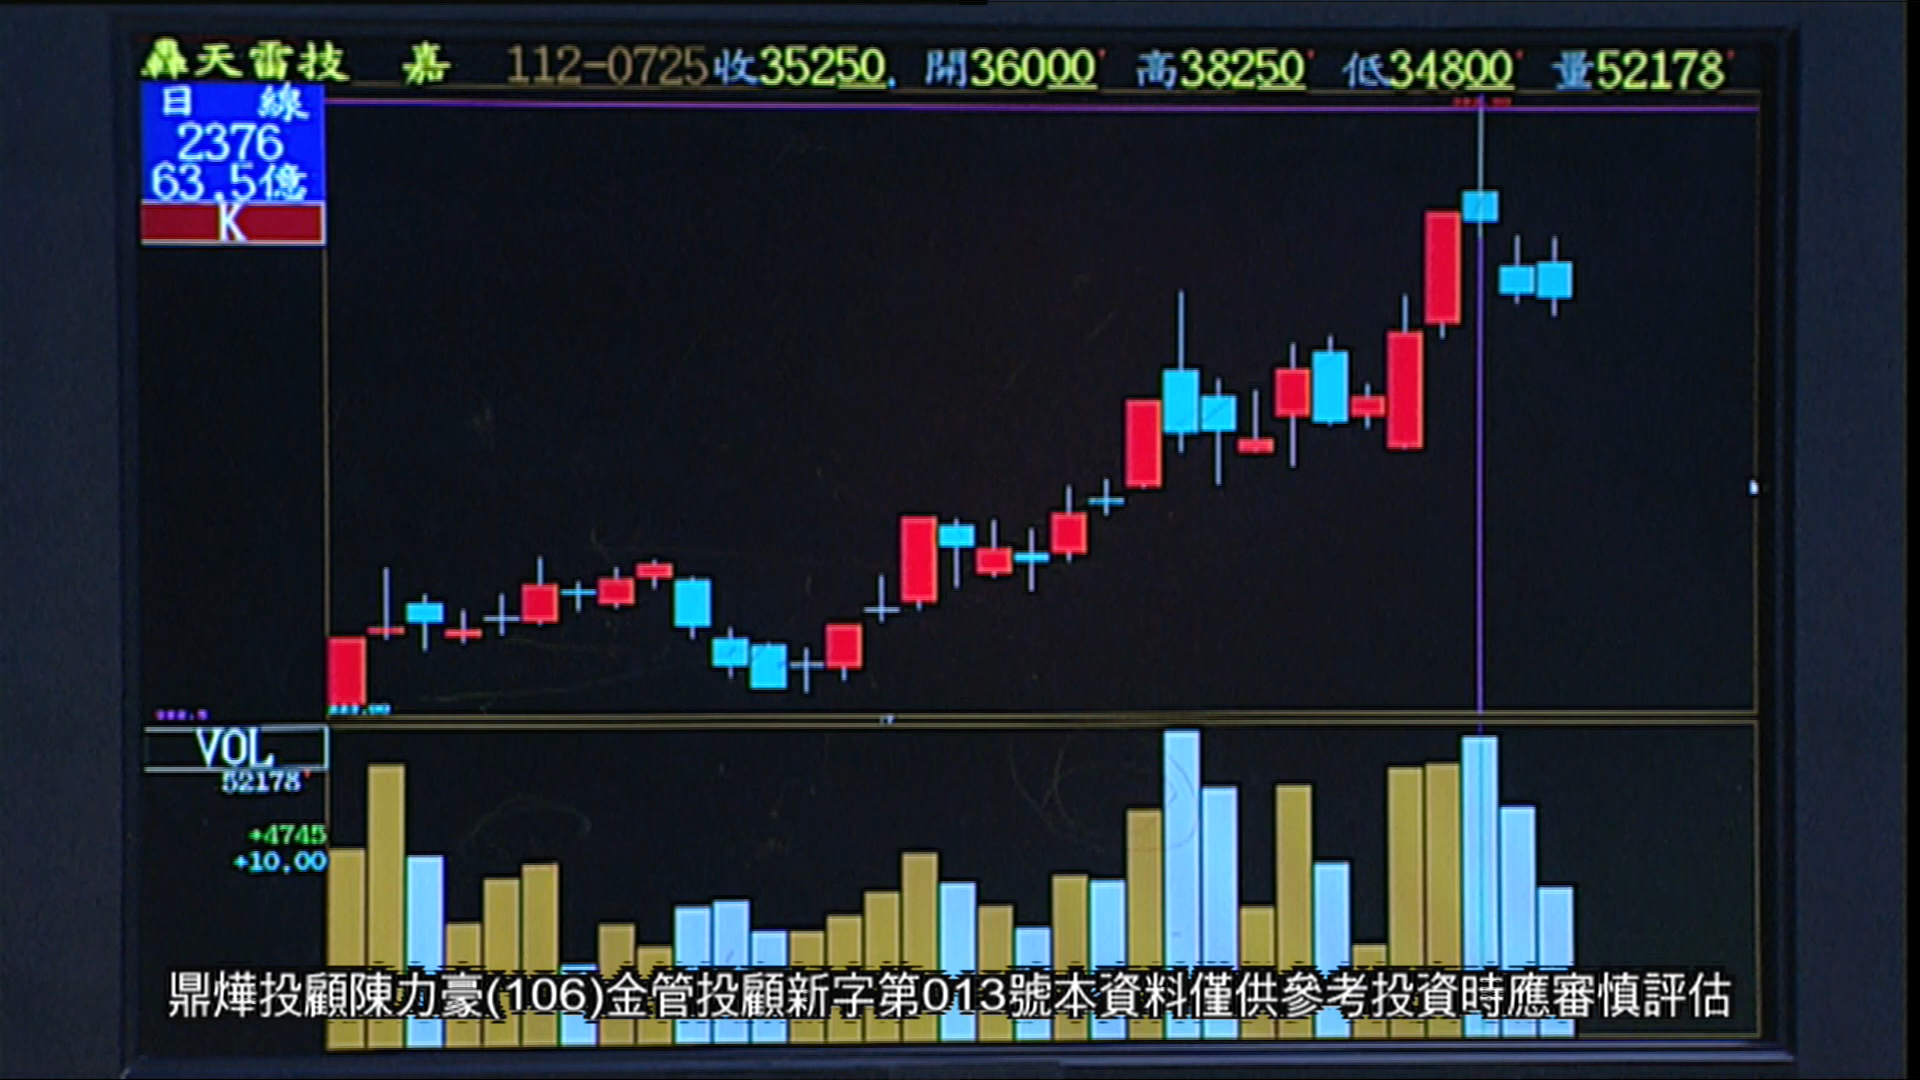 轟天雷技 嘉 112-0725收35250 開36000 高38250 低34800 量52178
日 線
2376
63.5億
K
VOL
52178
+4745
+10.00
鼎燁投顧陳力豪(106)金管投顧新字第013號本資料僅供參考投資時應審慎評估